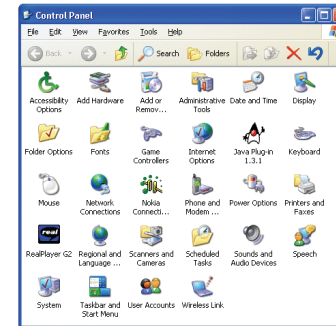 Control Panel
File Edit View Favorites Tools Help
Back Search Folders
Accessibility Options
Add Hardware
Add or Remov...
Administrative Tools
Date and Time
Display
Folder Options
Fonts
Game Controllers
Internet Options
Java Plug-in 1.3.1
Keyboard
Mouse
Network Connections
Nokia Connecti...
Phone and Modem ...
Power Options
Printers and Faxes
real
RealPlayer G2
Regional and Language ...
Scanners and Cameras
Scheduled Tasks
Sounds and Audio Devices
Speech
System
Taskbar and Start Menu
User Accounts
Wireless Link